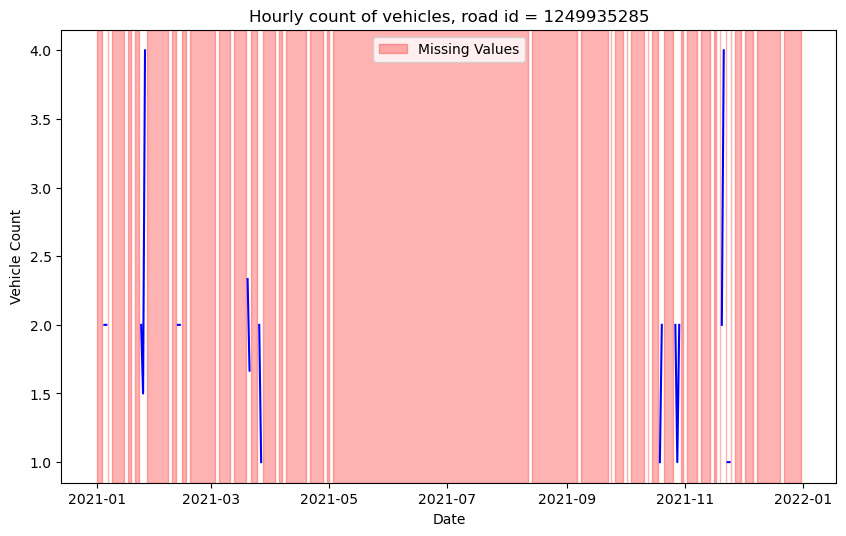 Hourly count of vehicles, road id = 1249935285
Missing Values
4.0
3.5
3.0
2.5
2.0
1.5
1.0
Vehicle Count
2021-01 2021-03 2021-05 2021-07 2021-09 2021-11 2022-01
Date